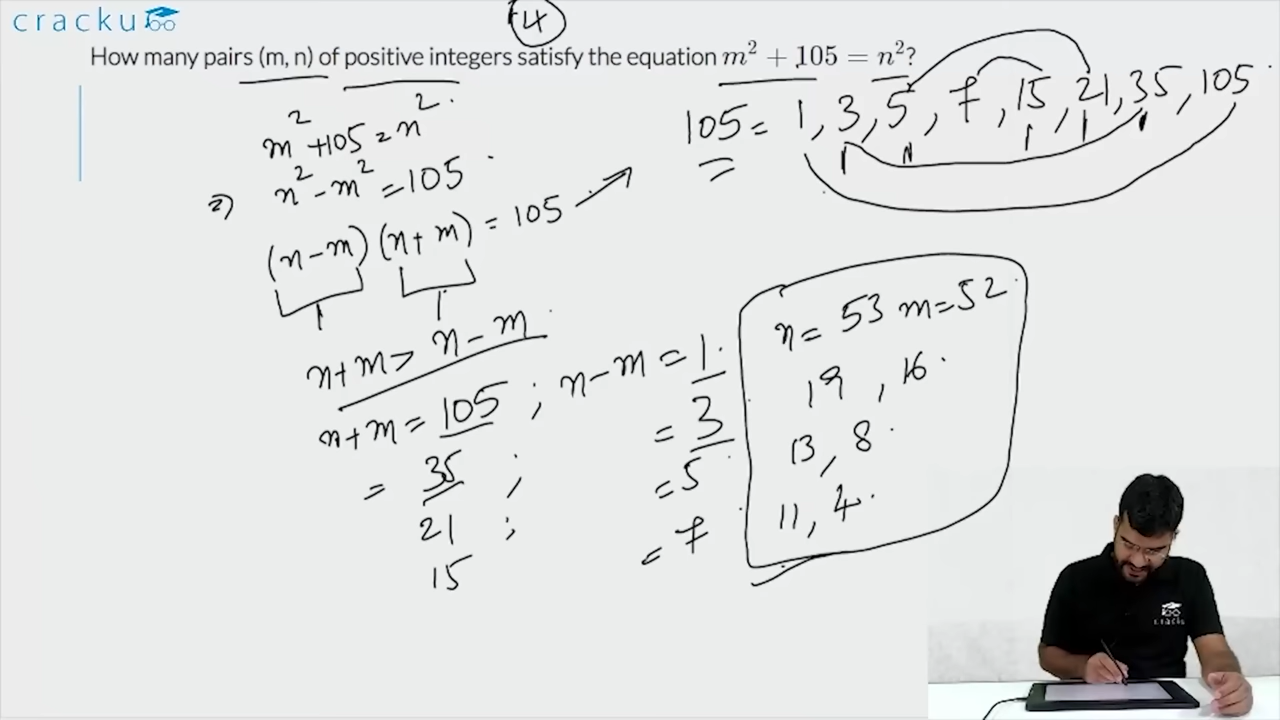 cracku
4
How many pairs (m, n) of positive integers satisfy the equation m² + 105 = n²?
m² + 105 = n²
⇒ n² - m² = 105
(n-m) (n+m) = 105
n+m > n-m
n+m = 105 ; n-m = 1
= 35 ; = 3
21 ; = 5
15 = 7
105 = 1, 3, 5, 7, 15, 21, 35, 105
n = 53 m = 52
19, 16
13, 8
11, 4
cracku